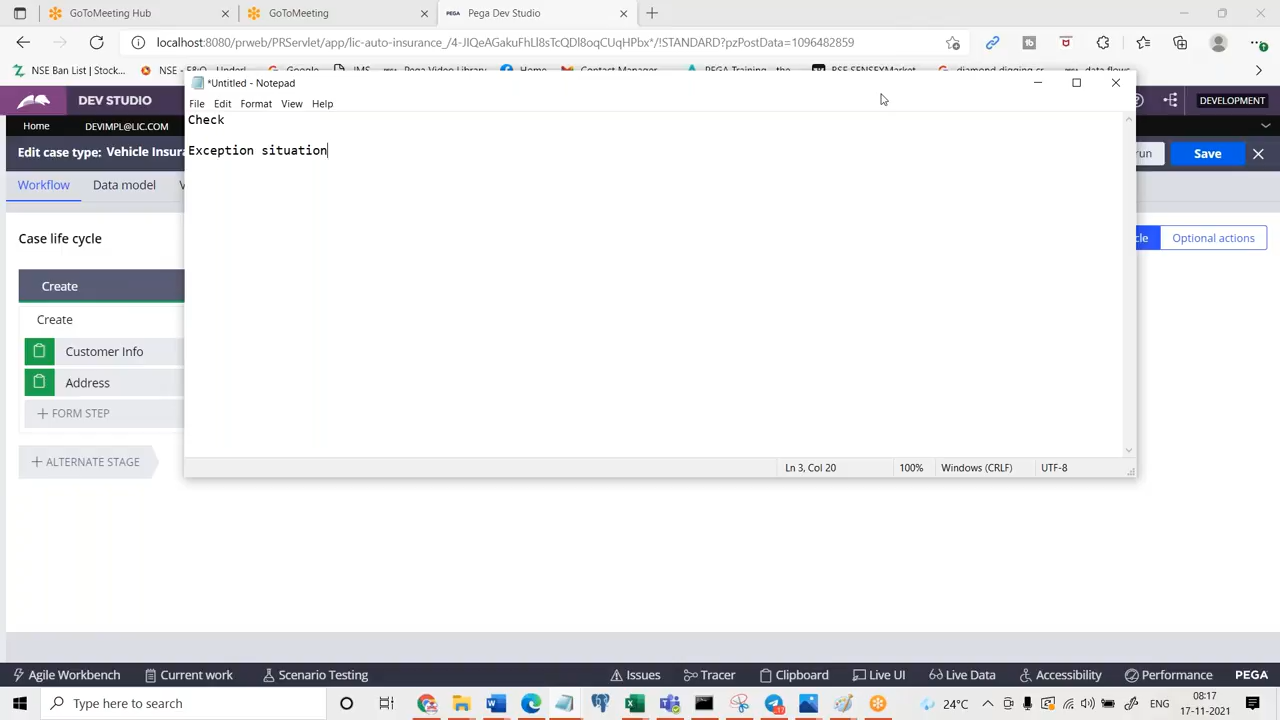 GoToMeeting Hub
GoToMeeting
PEGA Pega Dev Studio
localhost:8080/prweb/PRServlet/app/lic-auto-insurance_/4-JIQeAGakuFhLl8sTcQDl8oqCUqHPbx*/!STANDARD?pzPostData=1096482859
NSE Ban List | Stock...
Google
Pega Video Library
Home
Contact Manager
DEV STUDIO
*Untitled - Notepad
DEVELOPMENT
File Edit Format View Help
Home
DEVIMPL@LIC.COM
Check
Edit case type: Vehicle Insur
Exception situation
run
Save
Workflow
Data model
Case life cycle
cle
Optional actions
Create
Create
Customer Info
Address
+ FORM STEP
+ ALTERNATE STAGE
Ln 3, Col 20
100%
Windows (CRLF)
UTF-8
Agile Workbench
Current work
Scenario Testing
Issues
Tracer
Clipboard
Live UI
Live Data
Accessibility
Performance
PEGA
Type here to search
24°C
ENG
08:17
17-11-2021